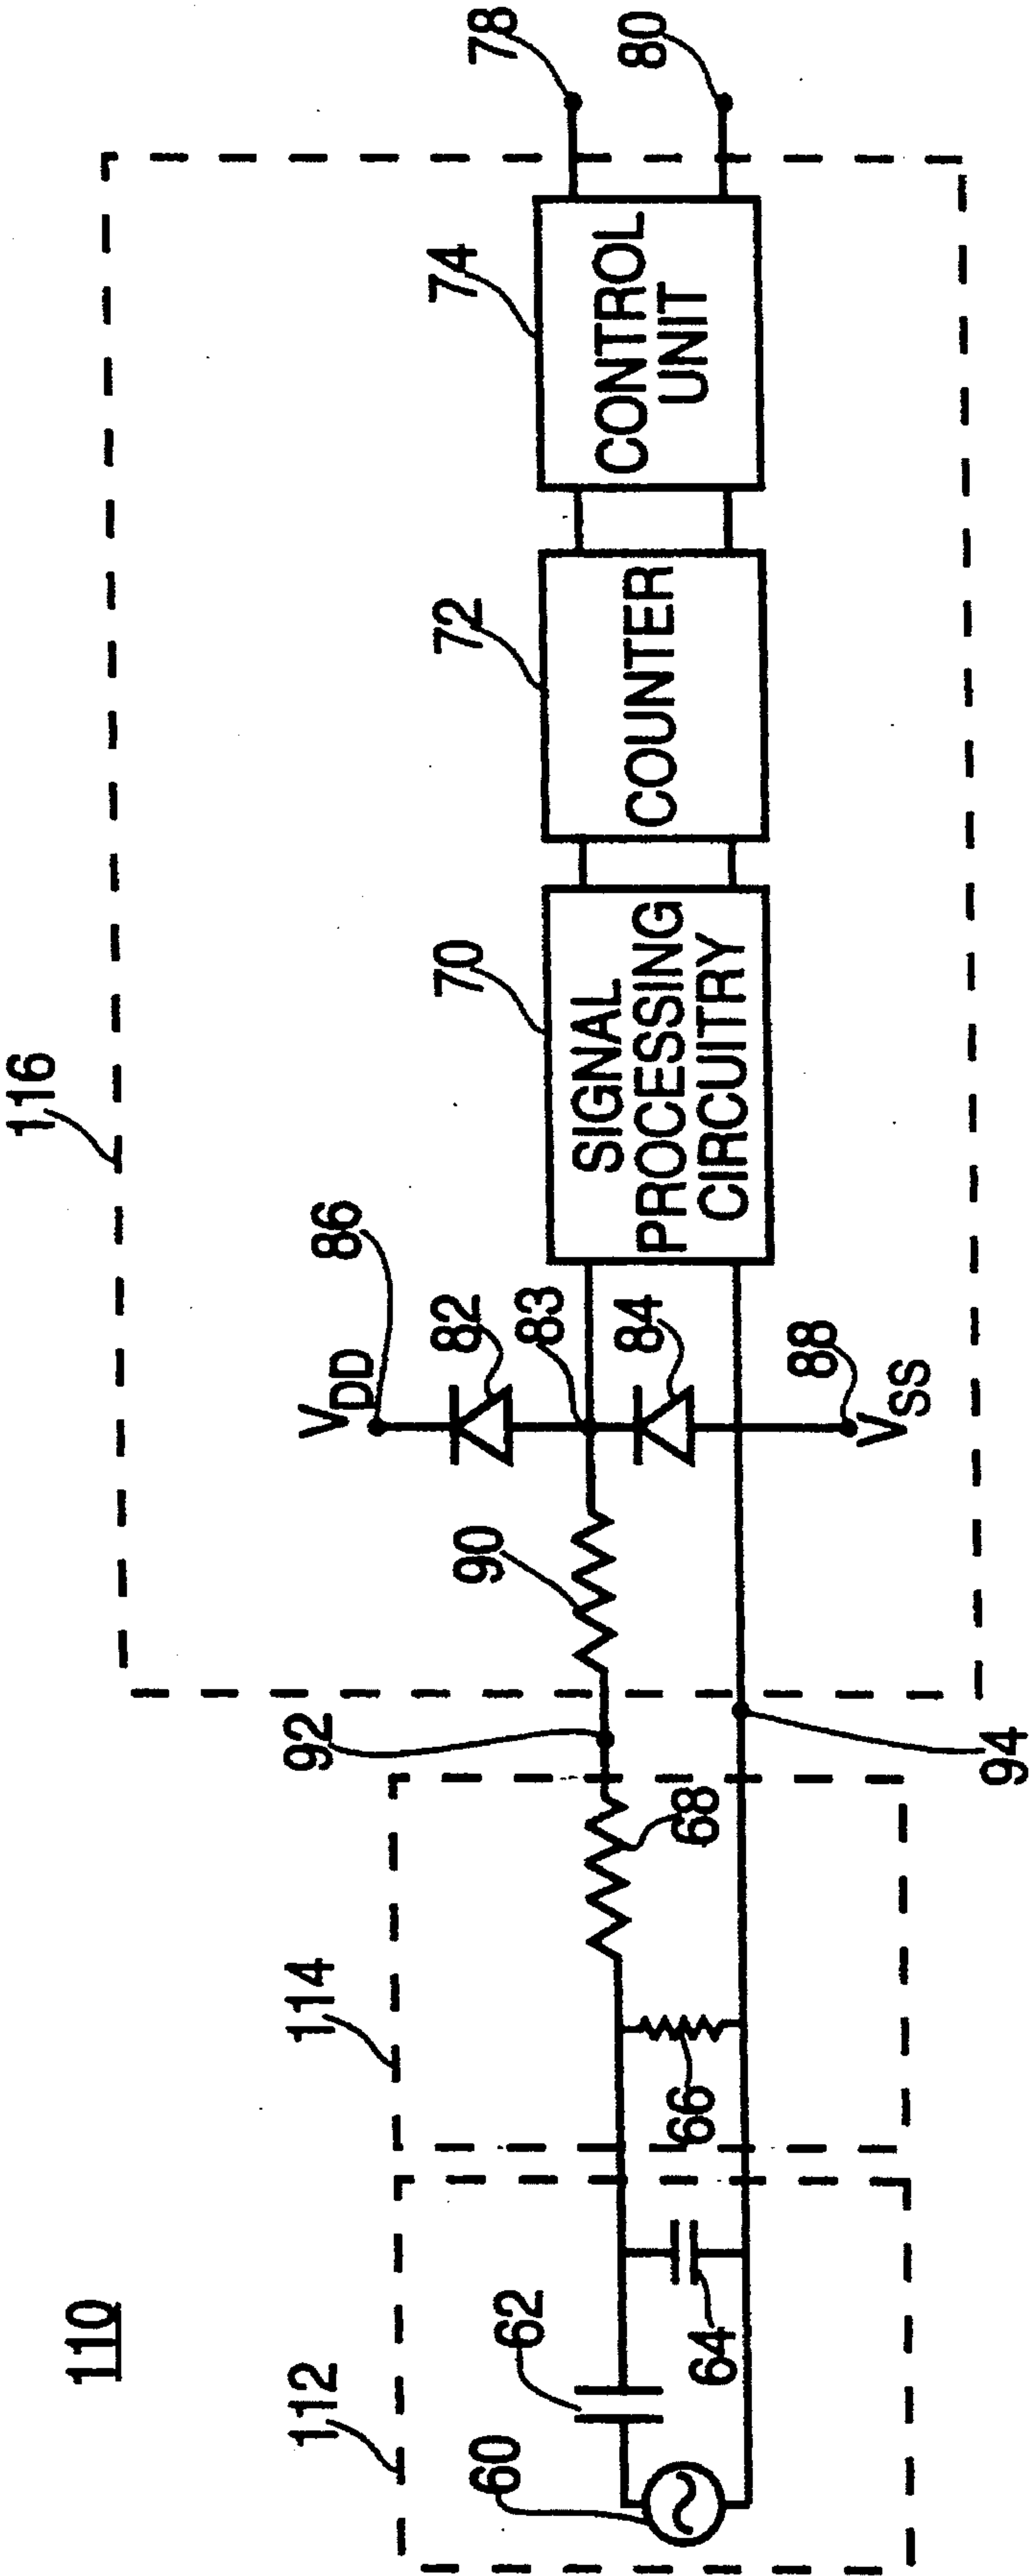 110
112
114
116
60
62
64
66
68
92
94
90
86
V_DD
82
83
84
88
V_SS
70
SIGNAL
PROCESSING
CIRCUITRY
72
COUNTER
74
CONTROL
UNIT
78
80